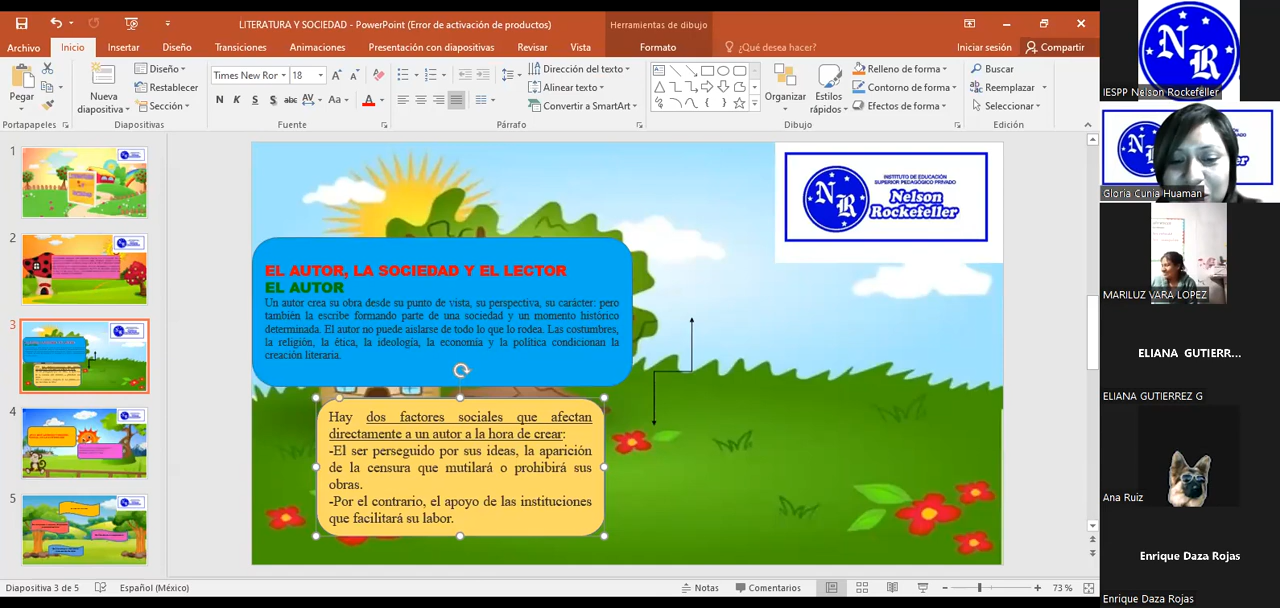 LITERATURA Y SOCIEDAD - PowerPoint (Error de activación de productos)
Herramientas de dibujo
Archivo
Inicio
Insertar
Diseño
Transiciones
Animaciones
Presentación con diapositivas
Revisar
Vista
Formato
¿Qué desea hacer?
Iniciar sesión
Compartir
Pegar
Nueva
diapositiva
Diseño
Restablecer
Sección
Times New Ror
18
N K S S abc AV Aa A
Dirección del texto
Alinear texto
Convertir a SmartArt
Organizar
Estilos
rápidos
Relleno de forma
Contorno de forma
Efectos de forma
Buscar
Reemplazar
Seleccionar
Portapapeles
Diapositivas
Fuente
Párrafo
Dibujo
Edición
1
2
3
4
5
NR
INSTITUTO DE EDUCACIÓN
SUPERIOR PEDAGÓGICO PRIVADO
Nelson
Rockefeller
EL AUTOR, LA SOCIEDAD Y EL LECTOR
EL AUTOR
Un autor crea su obra desde su punto de vista, su perspectiva, su carácter: pero
también la escribe formando parte de una sociedad y un momento histórico
determinada. El autor no puede aislarse de todo lo que lo rodea. Las costumbres,
la religión, la ética, la ideología, la economía y la política condicionan la
creación literaria.
Hay dos factores sociales que afectan
directamente a un autor a la hora de crear:
-El ser perseguido por sus ideas, la aparición
de la censura que mutilará o prohibirá sus
obras.
-Por el contrario, el apoyo de las instituciones
que facilitará su labor.
Diapositiva 3 de 5
Español (México)
Notas
Comentarios
73 %
NR
IESPP Nelson Rockefeller
Gloria Cunia Huaman
MARILUZ VARA LOPEZ
ELIANA GUTIERR...
ELIANA GUTIERREZ G
Ana Ruiz
Enrique Daza Rojas
Enrique Daza Rojas